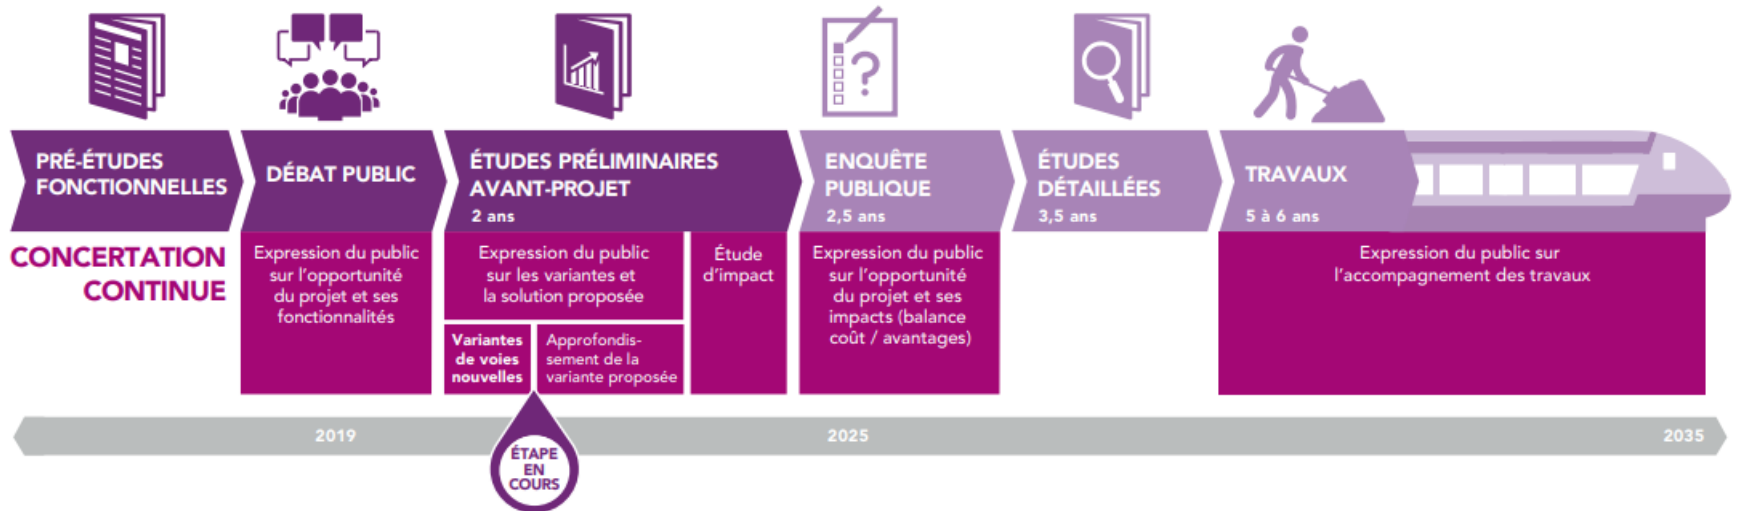 PRÉ-ÉTUDES
FONCTIONNELLES
DÉBAT PUBLIC
ÉTUDES PRÉLIMINAIRES
AVANT-PROJET
2 ans
ENQUÊTE
PUBLIQUE
2,5 ans
ÉTUDES
DÉTAILLÉES
3,5 ans
TRAVAUX
5 à 6 ans
CONCERTATION
CONTINUE
Expression du public
sur l'opportunité
du projet et ses
fonctionnalités
Expression du public
sur les variantes et
la solution proposée
Variantes
de voies
nouvelles
Approfondis-
sement de la
variante proposée
Étude
d'impact
Expression du public
sur l'opportunité
du projet et ses
impacts (balance
coût / avantages)
Expression du public sur
l'accompagnement des travaux
2019
2025
2035
ÉTAPE
EN
COURS